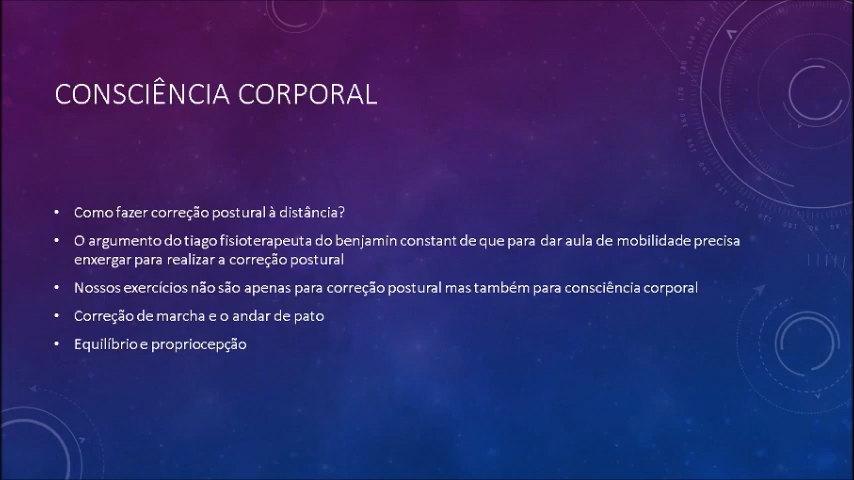 CONSCIÊNCIA CORPORAL
• Como fazer correção postural à distância?
• O argumento do tiago fisioterapeuta do benjamin constant de que para dar aula de mobilidade precisa
enxergar para realizar a correção postural
• Nossos exercícios não são apenas para correção postural mas também para consciência corporal
• Correção de marcha e o andar de pato
• Equilíbrio e propriocepção